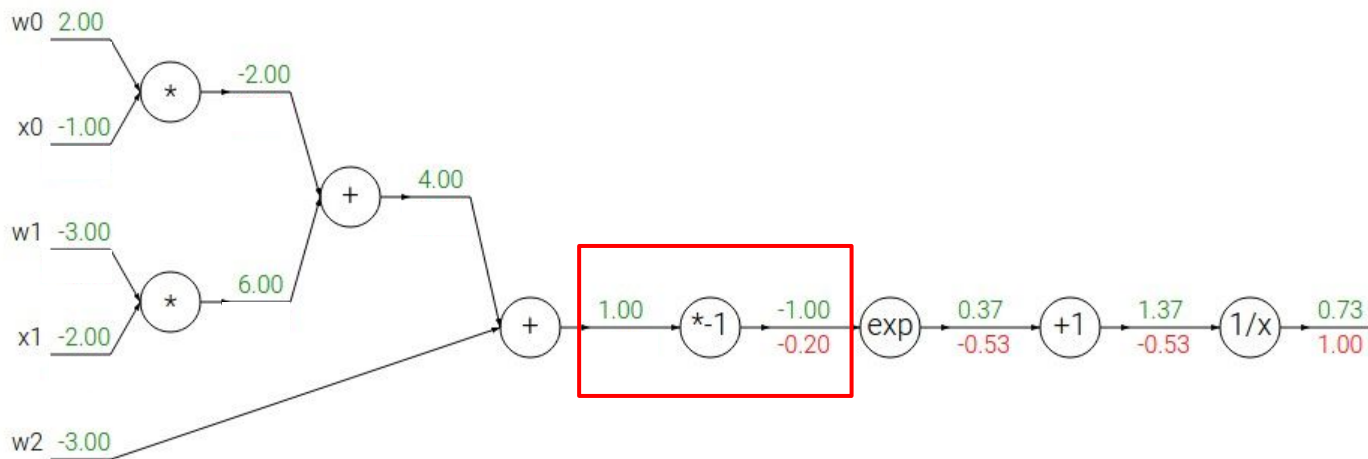 w0 2.00
-2.00
*
x0 -1.00
4.00
+
w1 -3.00
6.00
*
x1 -2.00
1.00 -1.00 0.37 1.37 0.73
+ *-1 exp +1 1/x
-0.20 -0.53 -0.53 1.00
w2 -3.00